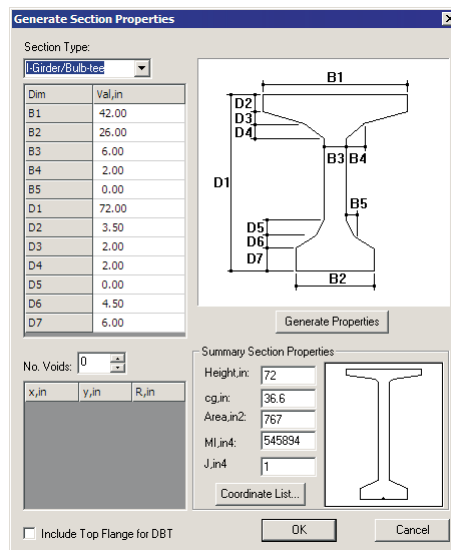 Generate Section Properties
Section Type:
I-Girder/Bulb-tee
Dim Val,in
B1 42.00
B2 26.00
B3 6.00
B4 2.00
B5 0.00
D1 72.00
D2 3.50
D3 2.00
D4 2.00
D5 0.00
D6 4.50
D7 6.00
B1
D2
D3
D4
B3 B4
D1
B5
D5
D6
D7
B2
Generate Properties
No. Voids: 0
x,in y,in R,in
Summary Section Properties
Height,in: 72
cg,in: 36.6
Area,in2: 767
MI,in4: 545894
J,in4 1
Coordinate List...
Include Top Flange for DBT
OK
Cancel